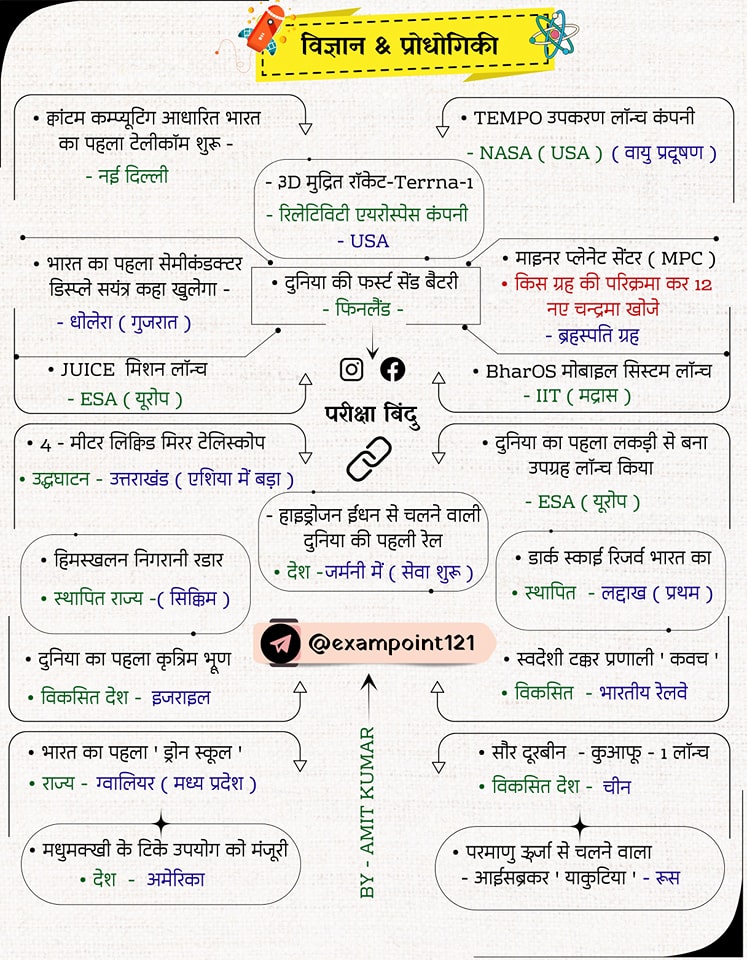 विज्ञान & प्रोधोगिकी
• क्वांटम कम्प्यूटिंग आधारित भारत
का पहला टेलीकॉम शुरू -
- नई दिल्ली
• TEMPO उपकरण लॉन्च कंपनी
- NASA ( USA ) ( वायु प्रदूषण )
- 3D मुद्रित रॉकेट-Terrna-1
- रिलेटिविटी एयरोस्पेस कंपनी
- USA
• भारत का पहला सेमीकंडक्टर
डिस्प्ले सयंत्र कहा खुलेगा -
- धोलेरा ( गुजरात )
• दुनिया की फर्स्ट सेंड बैटरी
- फिनलैंड -
• माइनर प्लेनेट सेंटर ( MPC )
• किस ग्रह की परिक्रमा कर 12
नए चन्द्रमा खोजे
- ब्रहस्पति ग्रह
• JUICE मिशन लॉन्च
- ESA ( यूरोप )
• BharOS मोबाइल सिस्टम लॉन्च
- IIT ( मद्रास )
परीक्षा बिंदु
• 4 - मीटर लिक्विड मिरर टेलिस्कोप
• उद्धघाटन - उत्तराखंड ( एशिया में बड़ा )
• दुनिया का पहला लकड़ी से बना
उपग्रह लॉन्च किया
- ESA ( यूरोप )
- हाइड्रोजन ईधन से चलने वाली
दुनिया की पहली रेल
• देश -जर्मनी में ( सेवा शुरू )
• हिमस्खलन निगरानी रडार
• स्थापित राज्य -( सिक्किम )
• डार्क स्काई रिजर्व भारत का
• स्थापित - लद्दाख ( प्रथम )
@exampoint121
• दुनिया का पहला कृत्रिम भ्रूण
• विकसित देश - इजराइल
• स्वदेशी टक्कर प्रणाली ' कवच '
• विकसित - भारतीय रेलवे
• भारत का पहला ' ड्रोन स्कूल '
• राज्य - ग्वालियर ( मध्य प्रदेश )
• सौर दूरबीन - कुआफू - 1 लॉन्च
• विकसित देश - चीन
BY - AMIT KUMAR
• मधुमक्खी के टिके उपयोग को मंजूरी
• देश - अमेरिका
• परमाणु ऊर्जा से चलने वाला
- आईसब्रकर ' याकुटिया ' - रूस